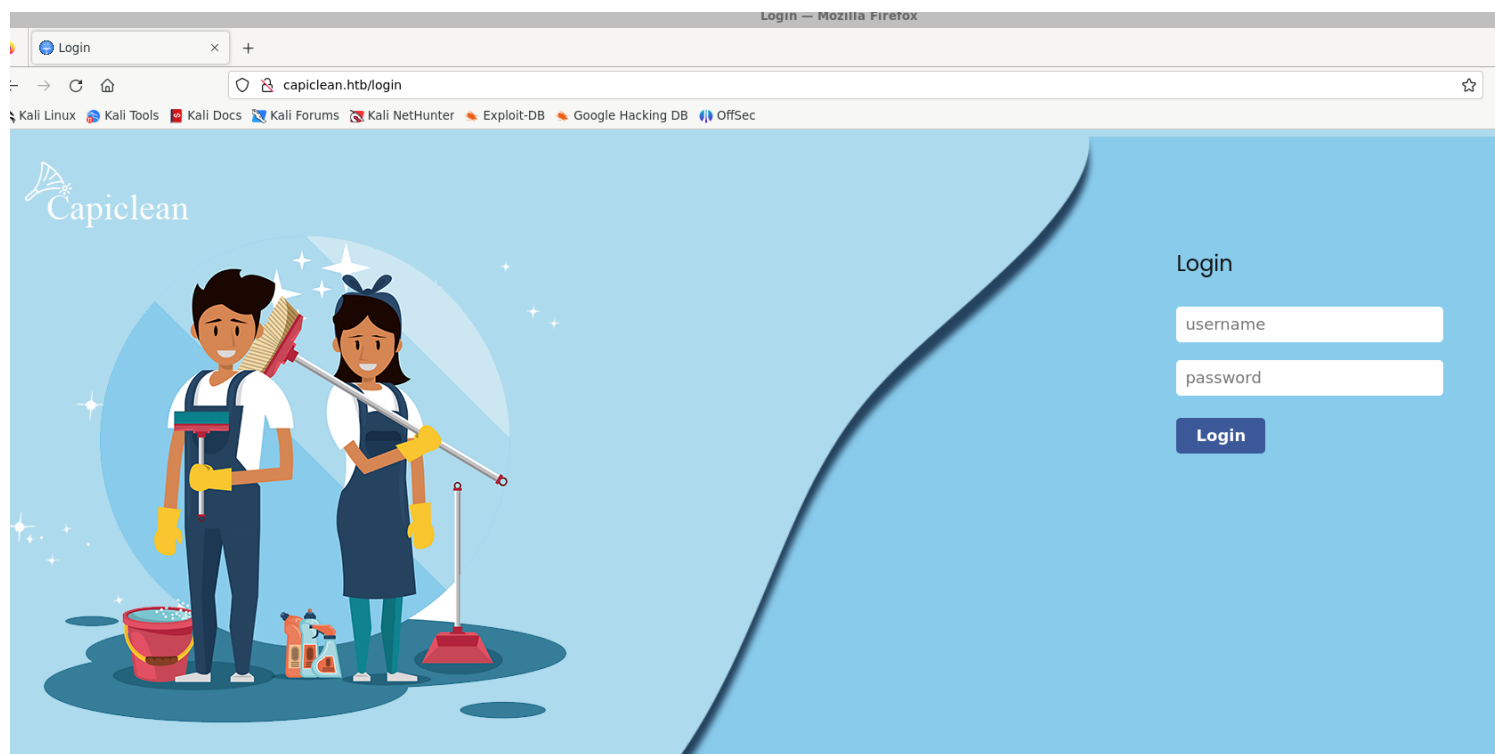 Login — Mozilla Firefox
Login
capiclean.htb/login
Kali Linux Kali Tools Kali Docs Kali Forums Kali NetHunter Exploit-DB Google Hacking DB OffSec
Capiclean
Login
username
password
Login